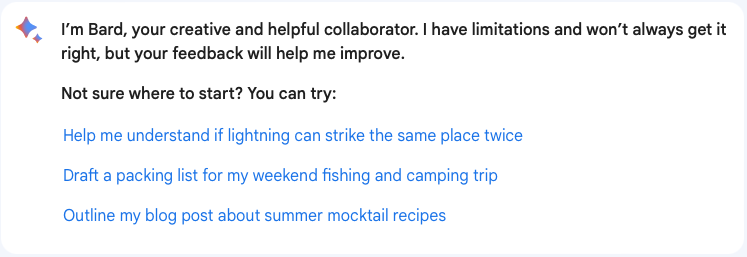 I’m Bard, your creative and helpful collaborator. I have limitations and won’t always get it
right, but your feedback will help me improve.
Not sure where to start? You can try:
Help me understand if lightning can strike the same place twice
Draft a packing list for my weekend fishing and camping trip
Outline my blog post about summer mocktail recipes